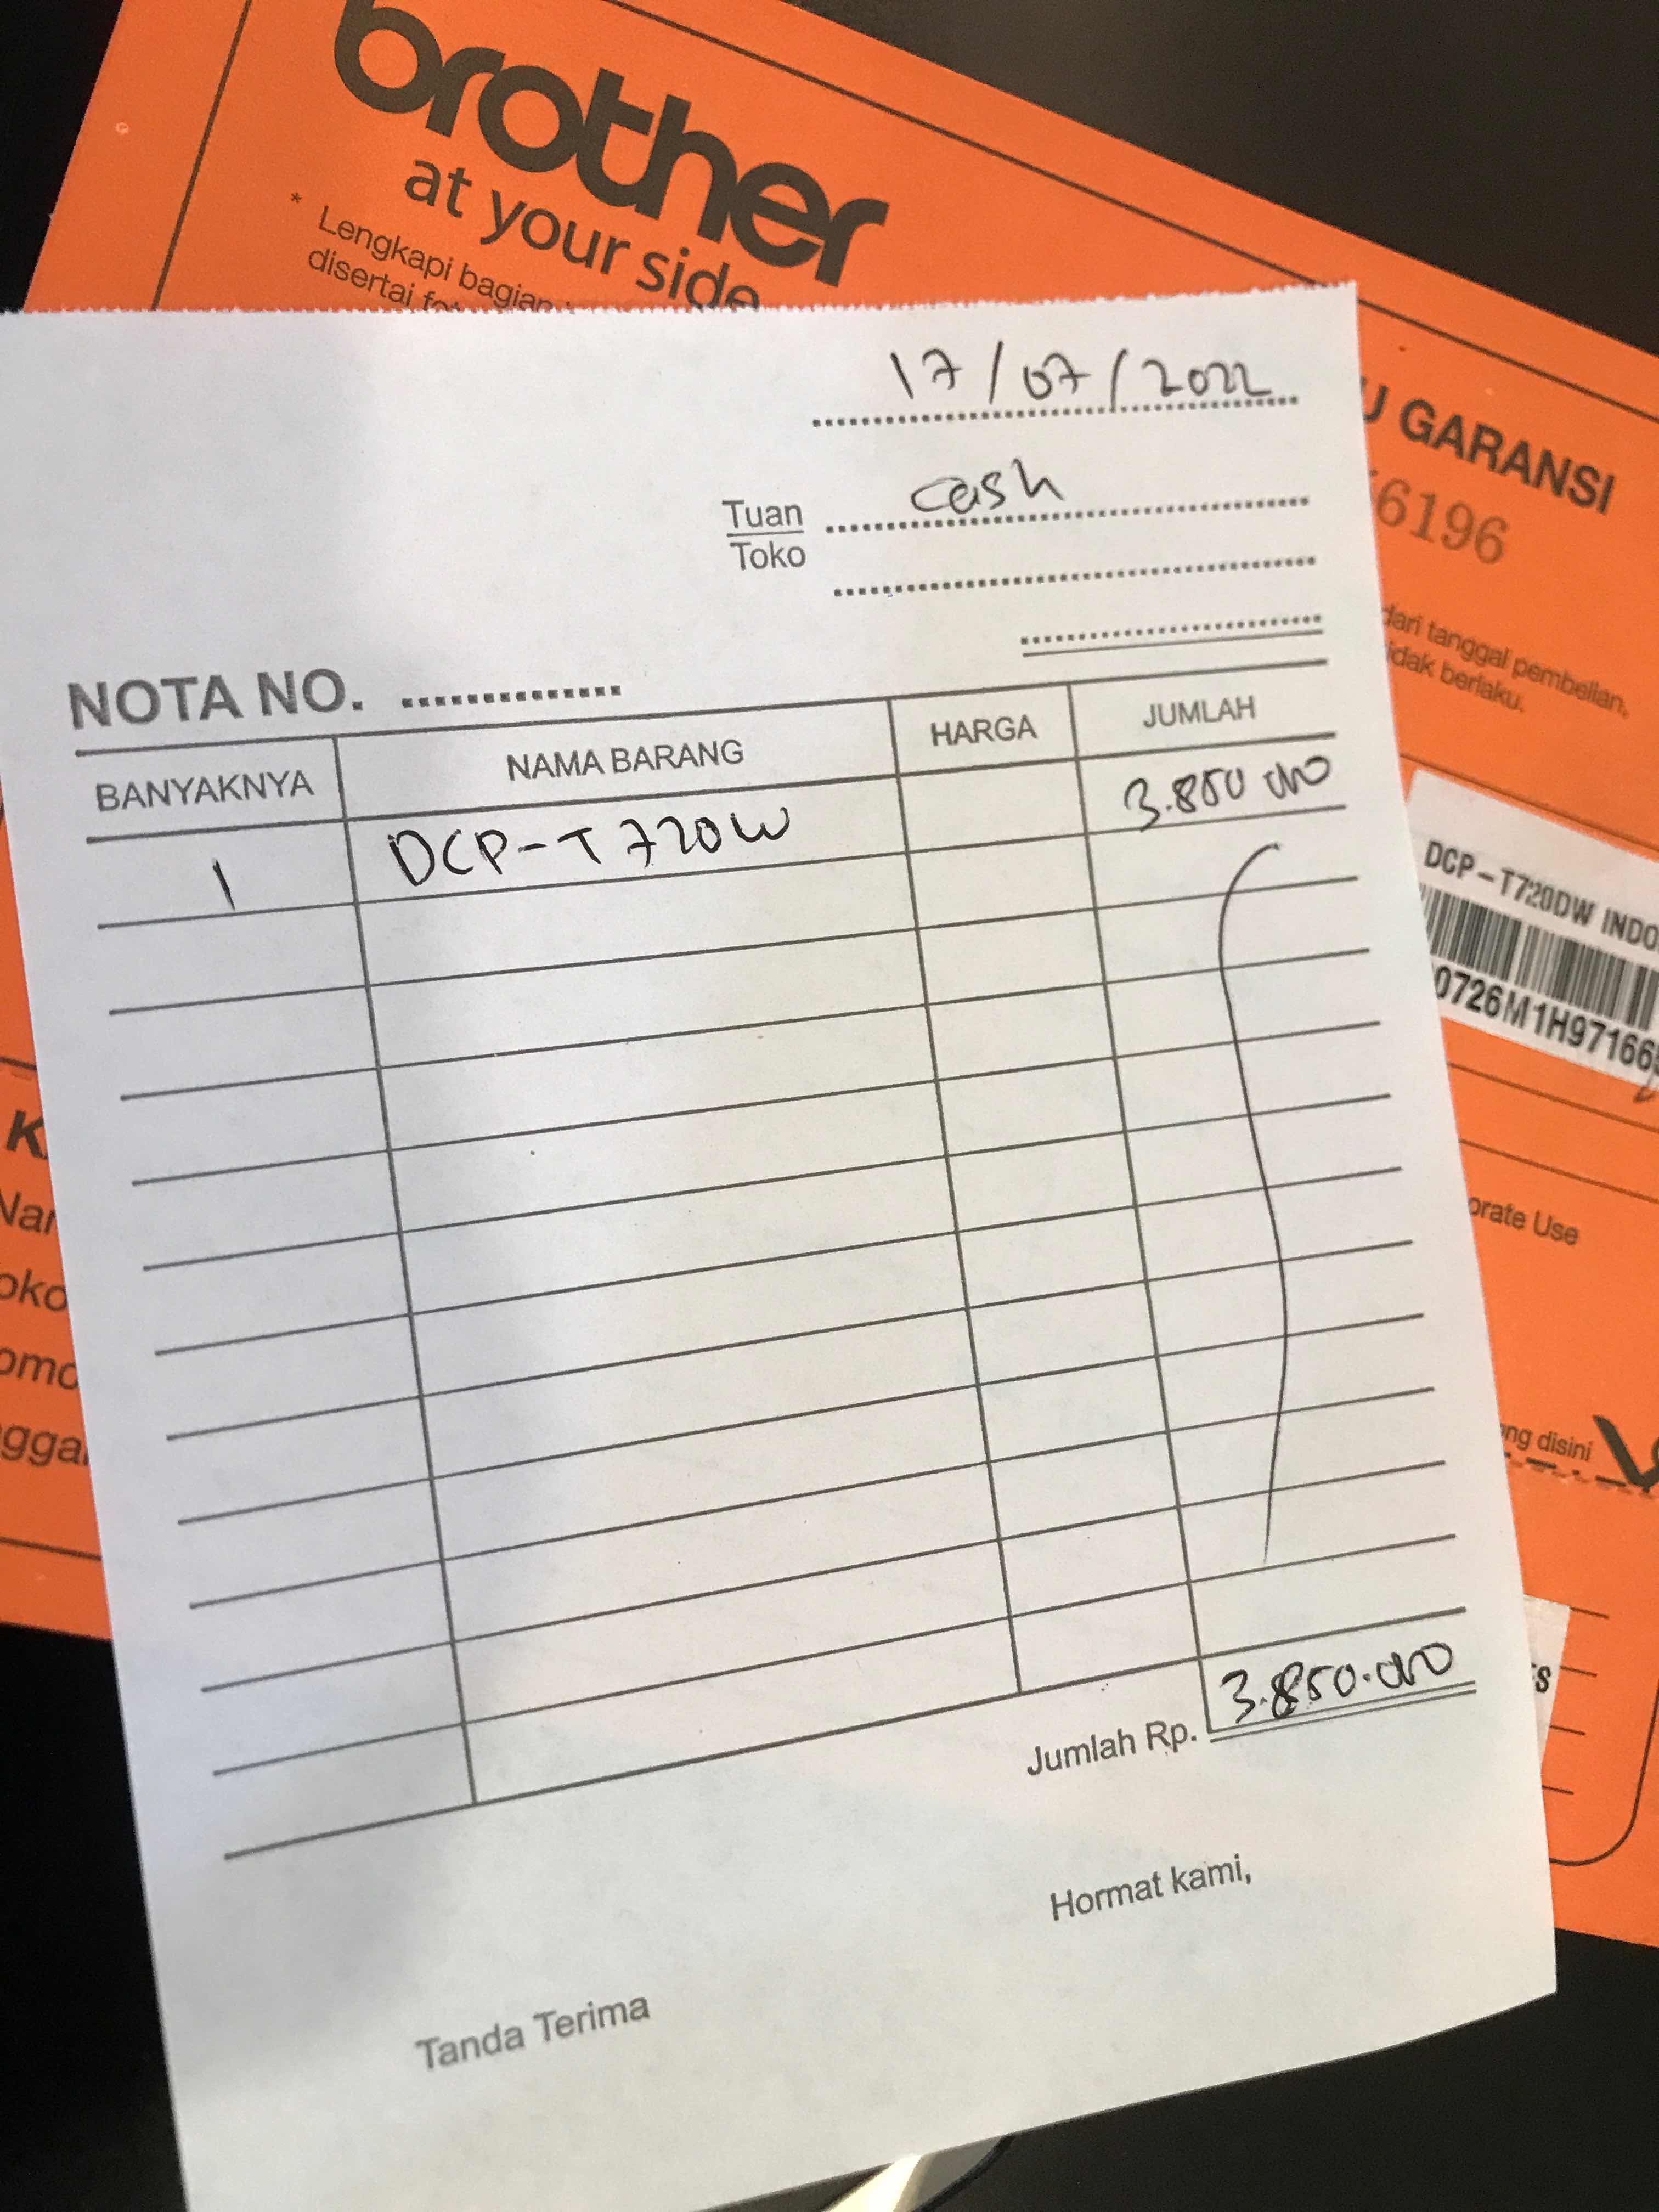 brother
at your side
* Lengkapi bagian
disertai
GARANSI
6196
dari tanggal pembelian,
idak berlaku.
17/07/2022
Tuan cash
Toko
NOTA NO.
BANYAKNYA NAMA BARANG HARGA JUMLAH
1 DCP-T720W 3.850 000
DCP-T720DW INDO
0726M1H97166
orate Use
ng disini
Jumlah Rp. 3.850.000
Hormat kami,
Tanda Terima